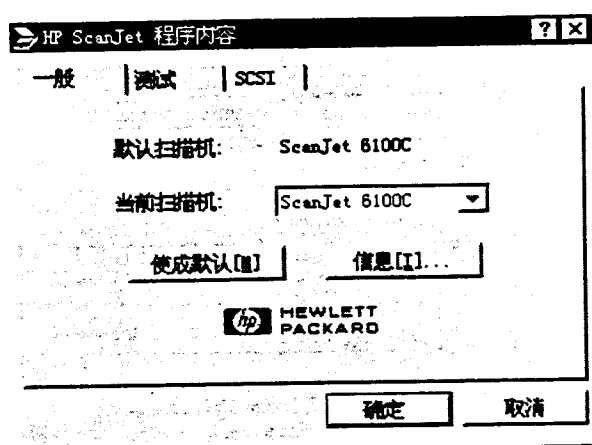 HP ScanJet 程序内容
一般 测试 SCSI
默认扫描机: ScanJet 6100C
当前扫描机: ScanJet 6100C
使成默认[M] 信息[I]...
hp HEWLETT
PACKARD
确定 取消